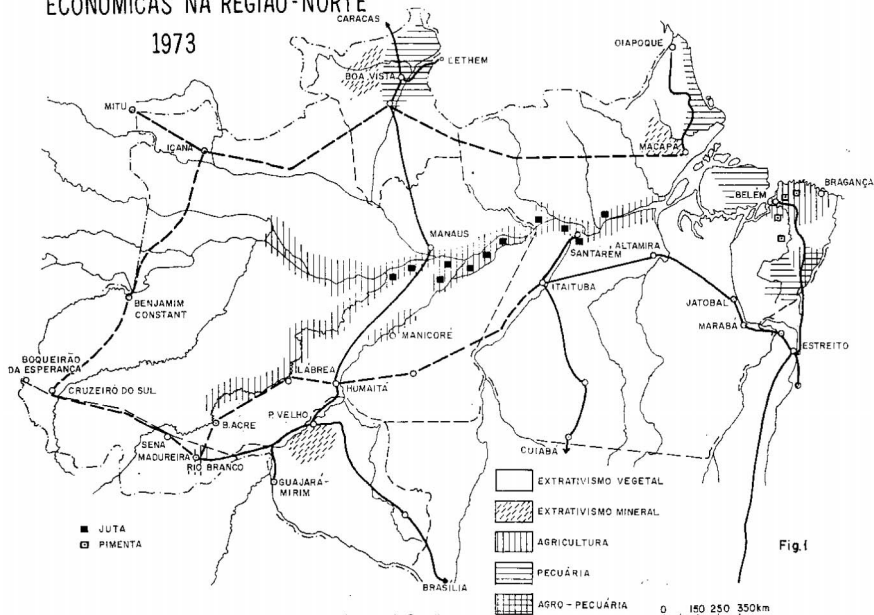 ECONÔMICAS NA REGIÃO-NORTE
1973
CARACAS
LETHEM
BOA VISTA
OIAPOQUE
MITU
IÇANA
MACAPÁ
BELÉM
BRAGANÇA
MANAUS
SANTARÉM
ALTAMIRA
ITAITUBA
BENJAMIM
CONSTANT
JATOBAL
MARABÁ
MANICORÉ
ESTREITO
BOQUEIRÃO
DA ESPERANÇA
LÁBREA
CRUZEIRO DO SUL
HUMAITÁ
P. VELHO
B. ACRE
SENA
MADUREIRA
RIO BRANCO
CUIABÁ
GUAJARÁ-
MIRIM
BRASILIA
JUTA
PIMENTA
EXTRATIVISMO VEGETAL
EXTRATIVISMO MINERAL
AGRICULTURA
PECUÁRIA
AGRO-PECUÁRIA
Fig.1
0 150 250 350km